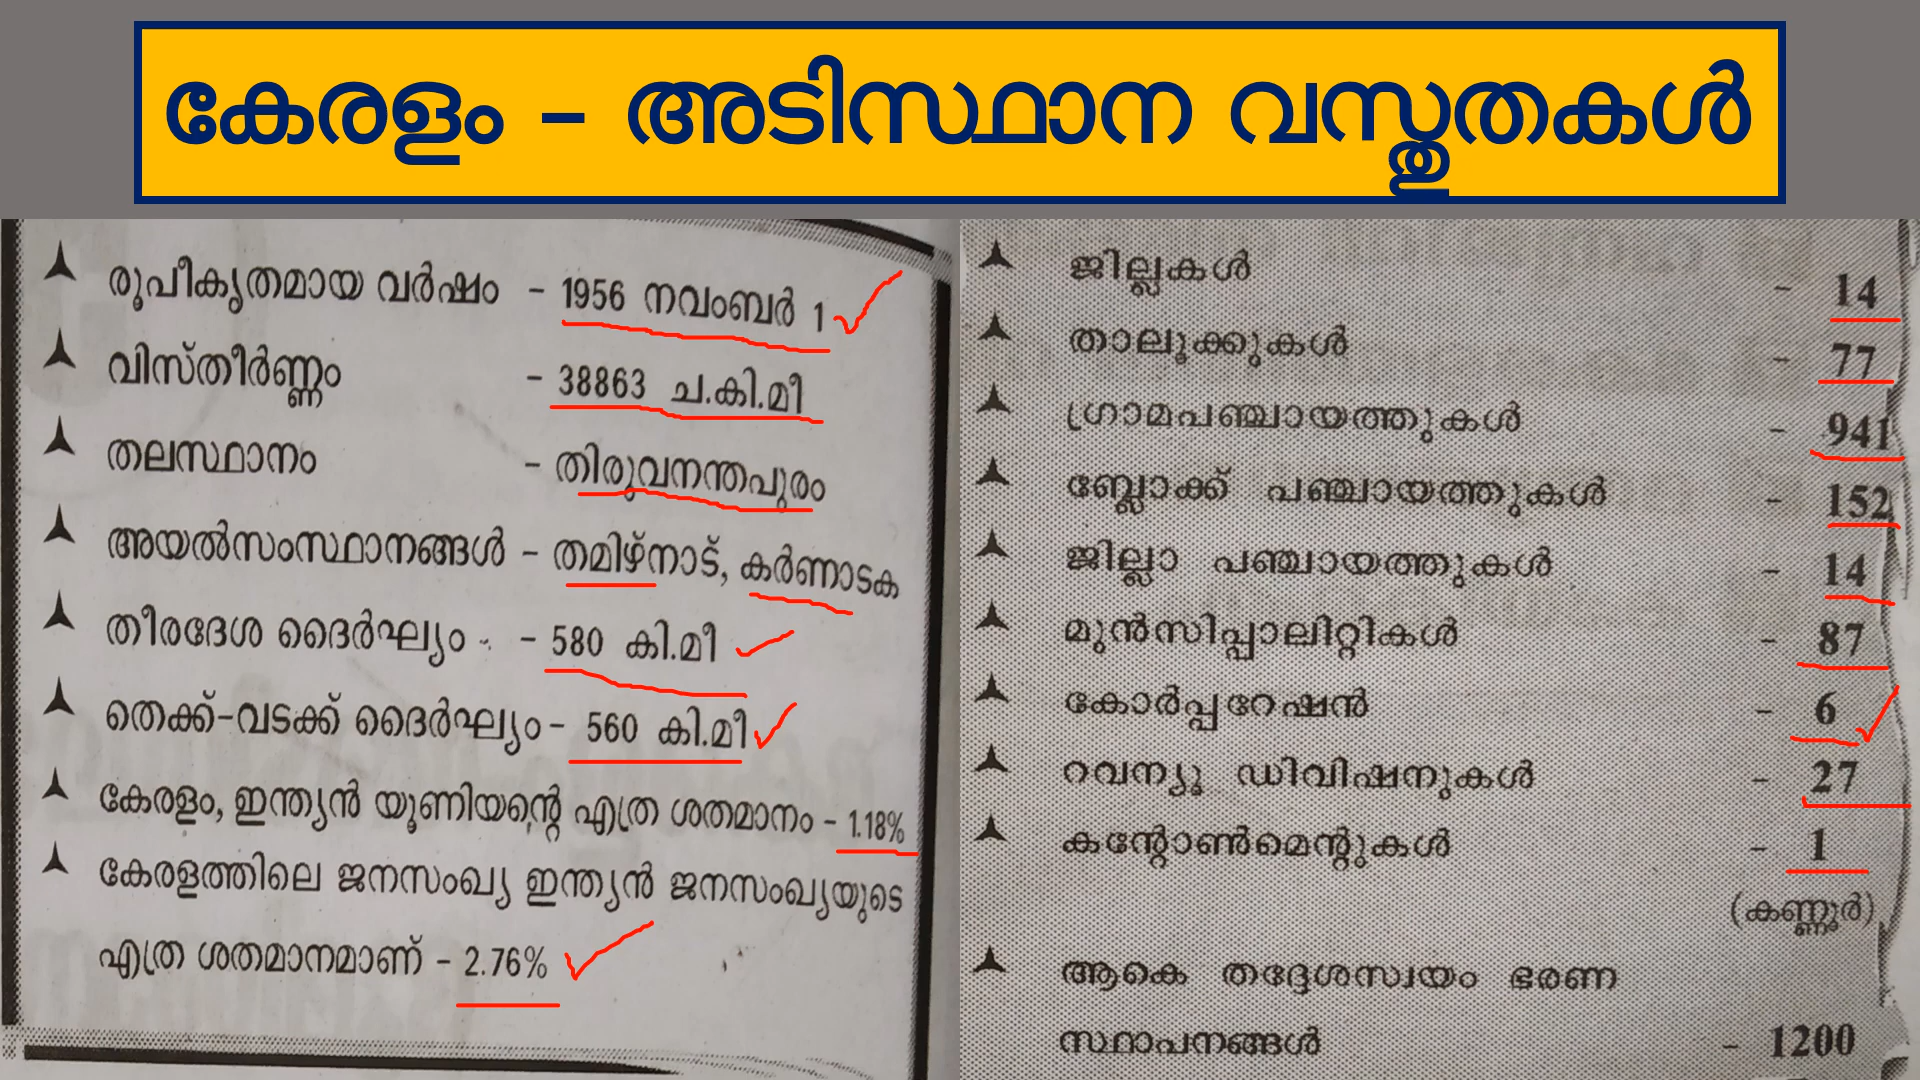 കേരളം – അടിസ്ഥാന വസ്തുതകൾ
രൂപീകൃതമായ വർഷം - 1956 നവംബർ 1
വിസ്തീർണ്ണം - 38863 ച.കി.മീ
തലസ്ഥാനം - തിരുവനന്തപുരം
അയൽസംസ്ഥാനങ്ങൾ - തമിഴ്നാട്, കർണാടക
തീരദേശ ദൈർഘ്യം - 580 കി.മീ
തെക്ക്-വടക്ക് ദൈർഘ്യം - 560 കി.മീ
കേരളം, ഇന്ത്യൻ യൂണിയന്റെ എത്ര ശതമാനം - 1.18%
കേരളത്തിലെ ജനസംഖ്യ ഇന്ത്യൻ ജനസംഖ്യയുടെ
എത്ര ശതമാനമാണ് - 2.76%
ജില്ലകൾ - 14
താലൂക്കുകൾ - 77
ഗ്രാമപഞ്ചായത്തുകൾ - 941
ബ്ലോക്ക് പഞ്ചായത്തുകൾ - 152
ജില്ലാ പഞ്ചായത്തുകൾ - 14
മുൻസിപ്പാലിറ്റികൾ - 87
കോർപ്പറേഷൻ - 6
റവന്യൂ ഡിവിഷനുകൾ - 27
കന്റോൺമെന്റുകൾ - 1
(കണ്ണൂർ)
ആകെ തദ്ദേശസ്വയം ഭരണ
സ്ഥാപനങ്ങൾ - 1200